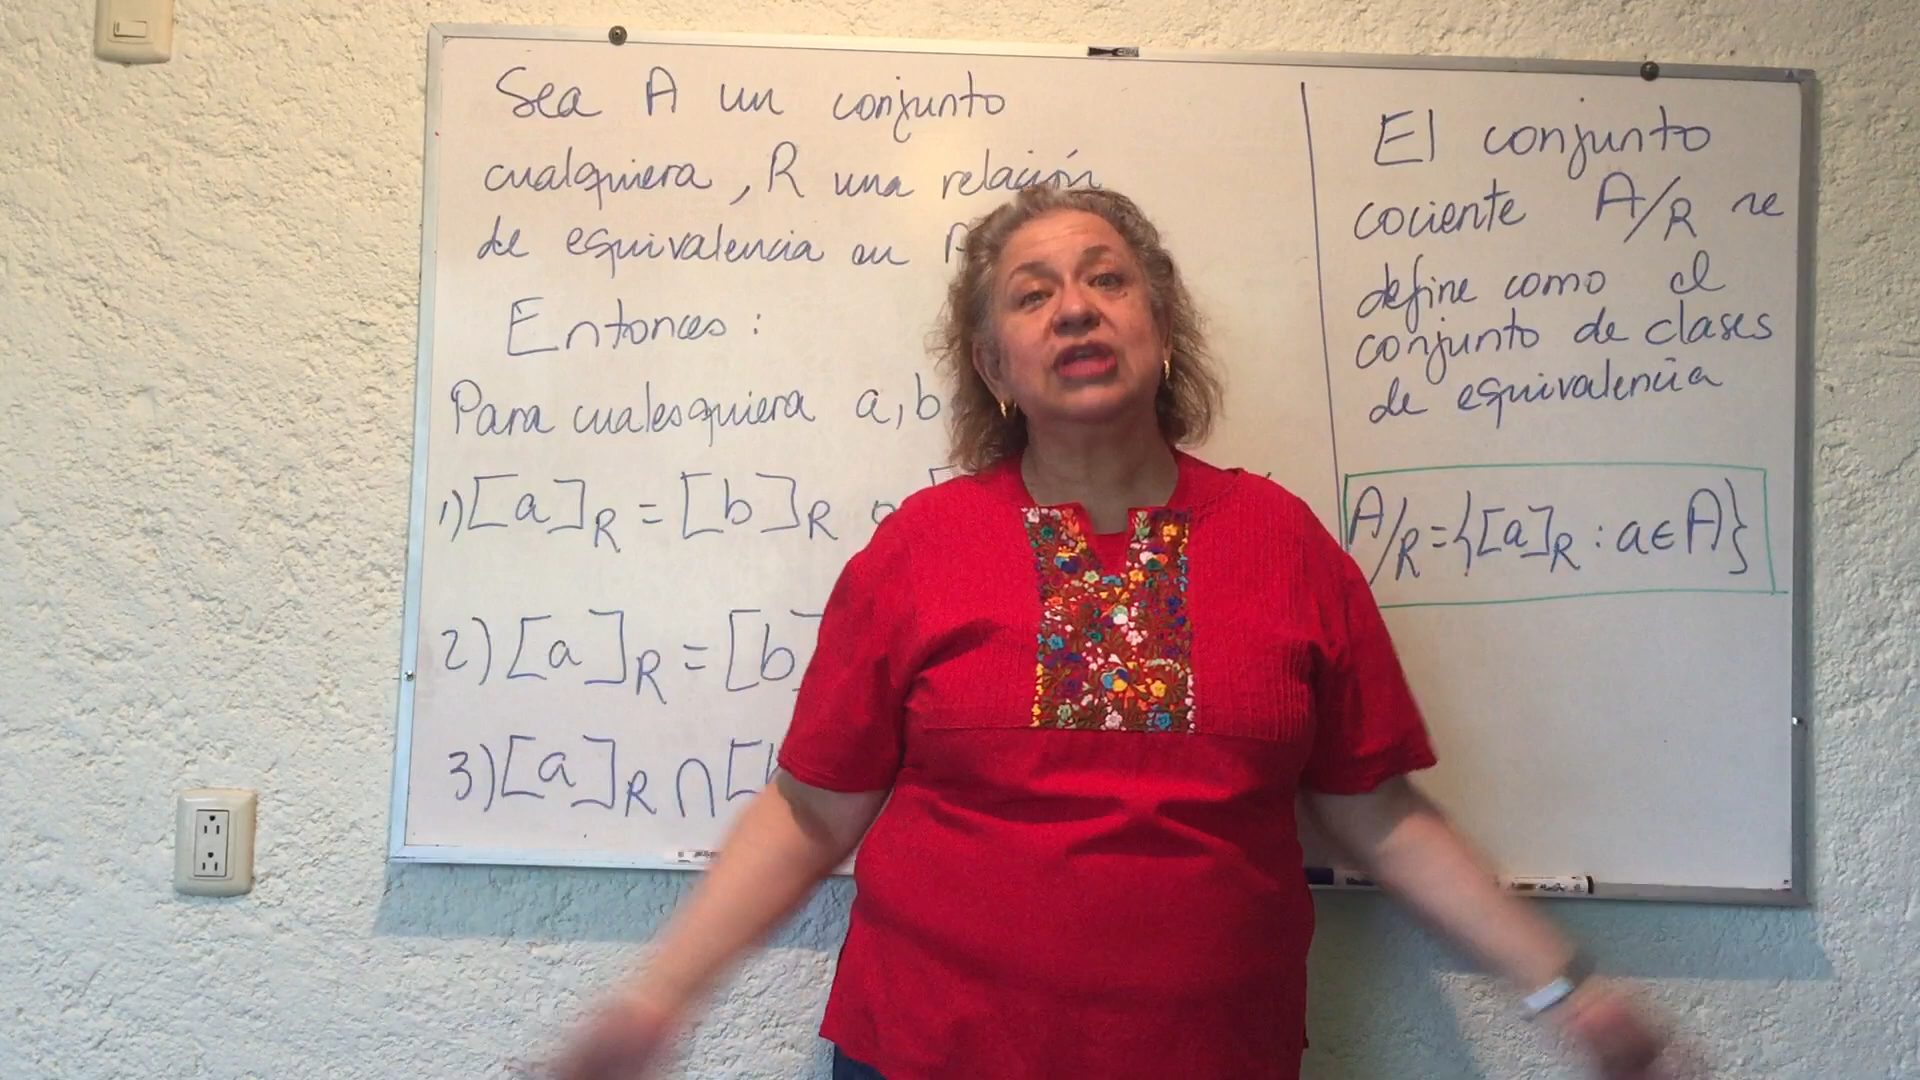 Sea A un conjunto
cualquiera, R una relación
de equivalencia en A
Entonces:
Para cualesquiera a, b
1) [a]R = [b]R o [
2) [a]R = [b]
3) [a]R ∩ [b
El conjunto
cociente A/R se
define como el
conjunto de clases
de equivalencia
A/R = {[a]R : a ∈ A}